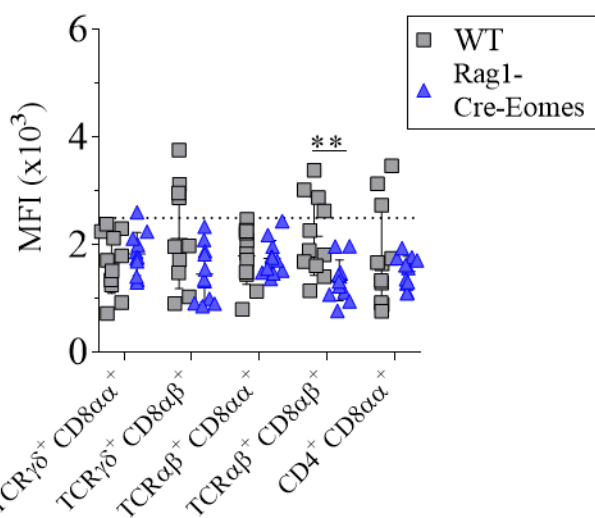 6
4
2
0
MFI (x10³)
WT
Rag1-
Cre-Eomes
**
TCRγδ⁺ CD8αα⁺
TCRγδ⁺ CD8αβ⁺
TCRαβ⁺ CD8αα⁺
TCRαβ⁺ CD8αβ⁺
CD4⁺ CD8αα⁺